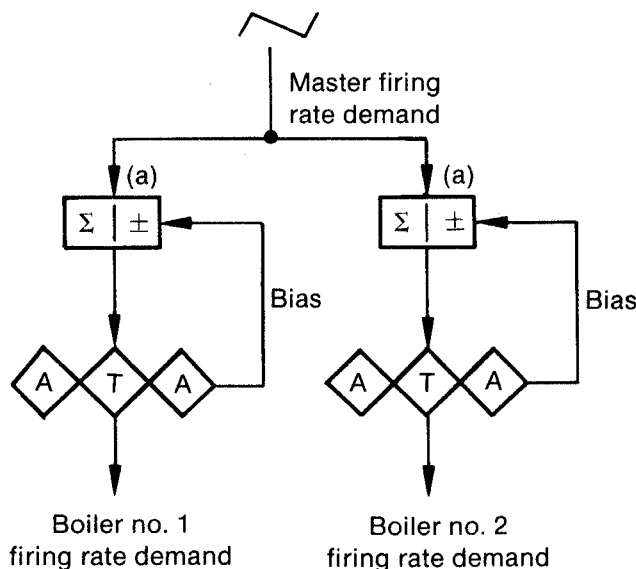 Master firing
rate demand
(a)
(a)
Σ ±
Σ ±
Bias
Bias
A T A
A T A
Boiler no. 1
firing rate demand
Boiler no. 2
firing rate demand